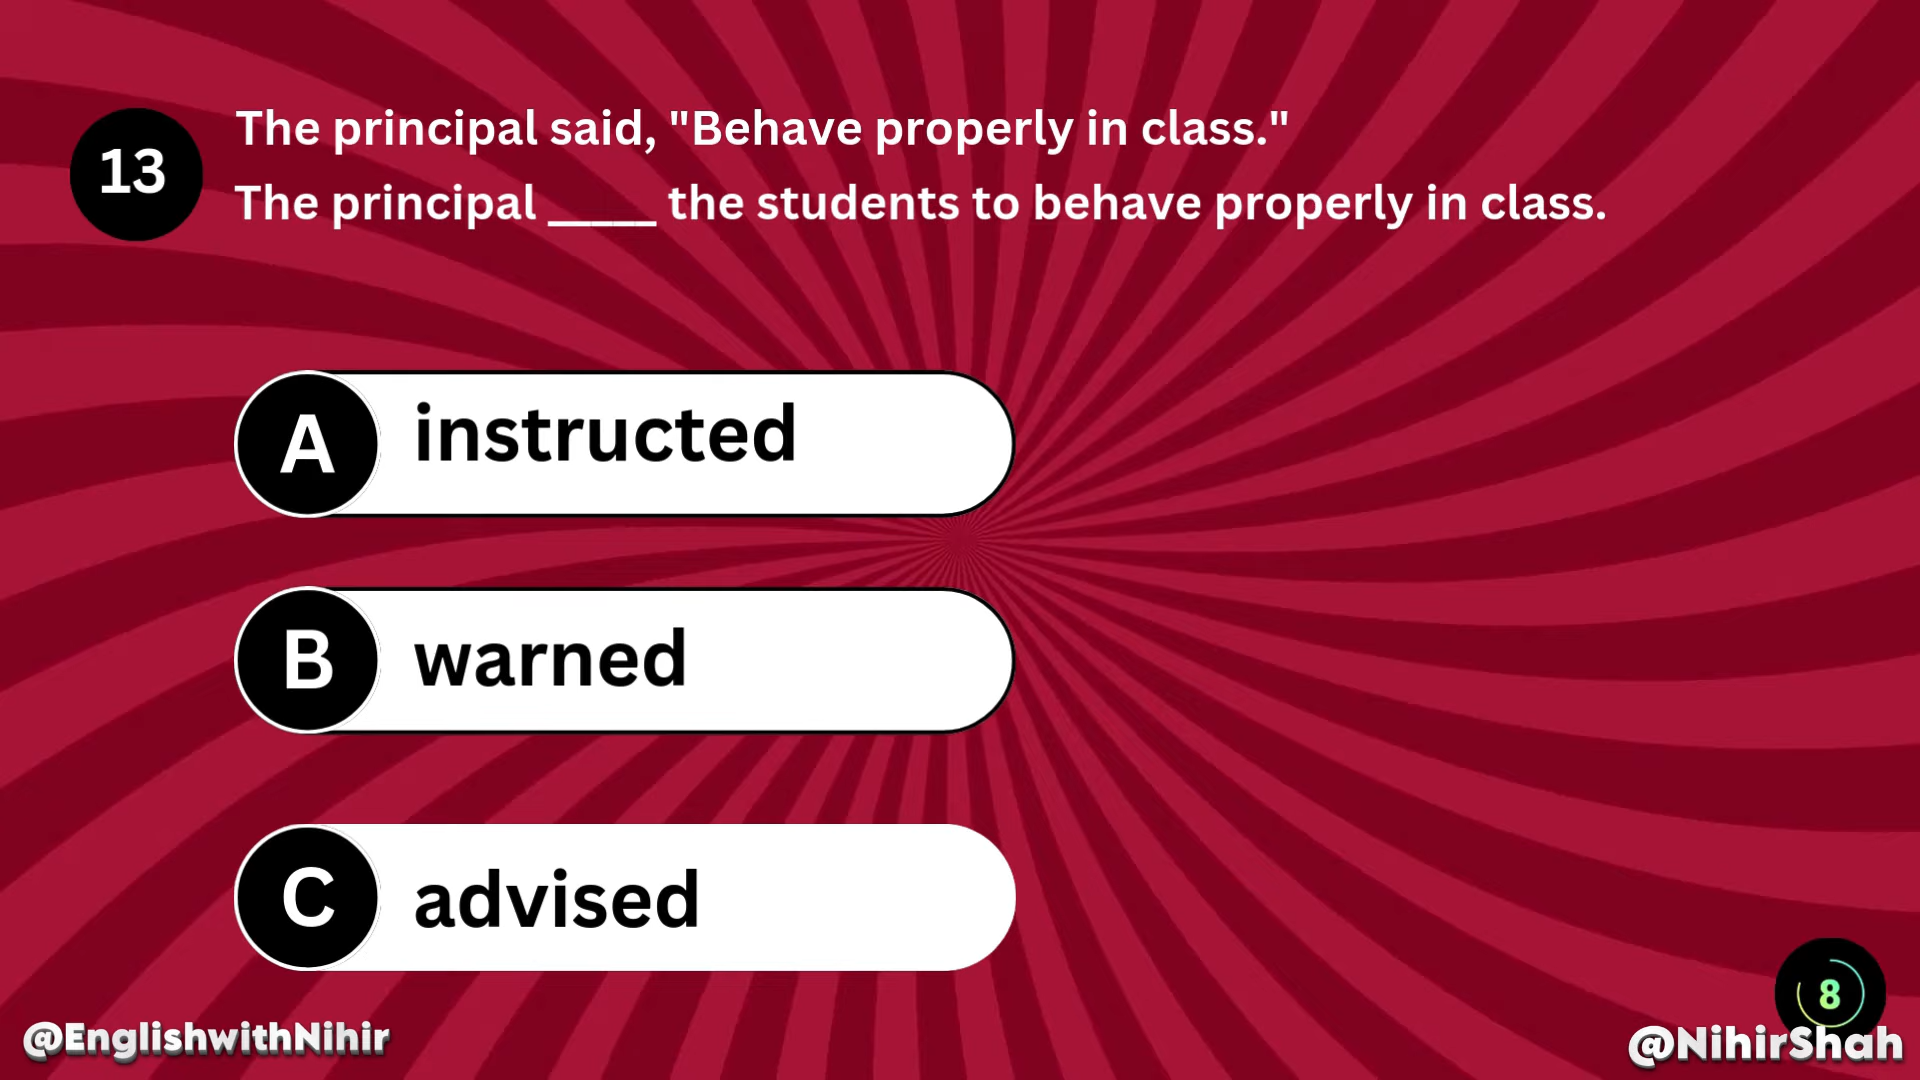 13
The principal said, "Behave properly in class."
The principal _____ the students to behave properly in class.
A instructed
B warned
C advised
8
@EnglishwithNihir
@NihirShah